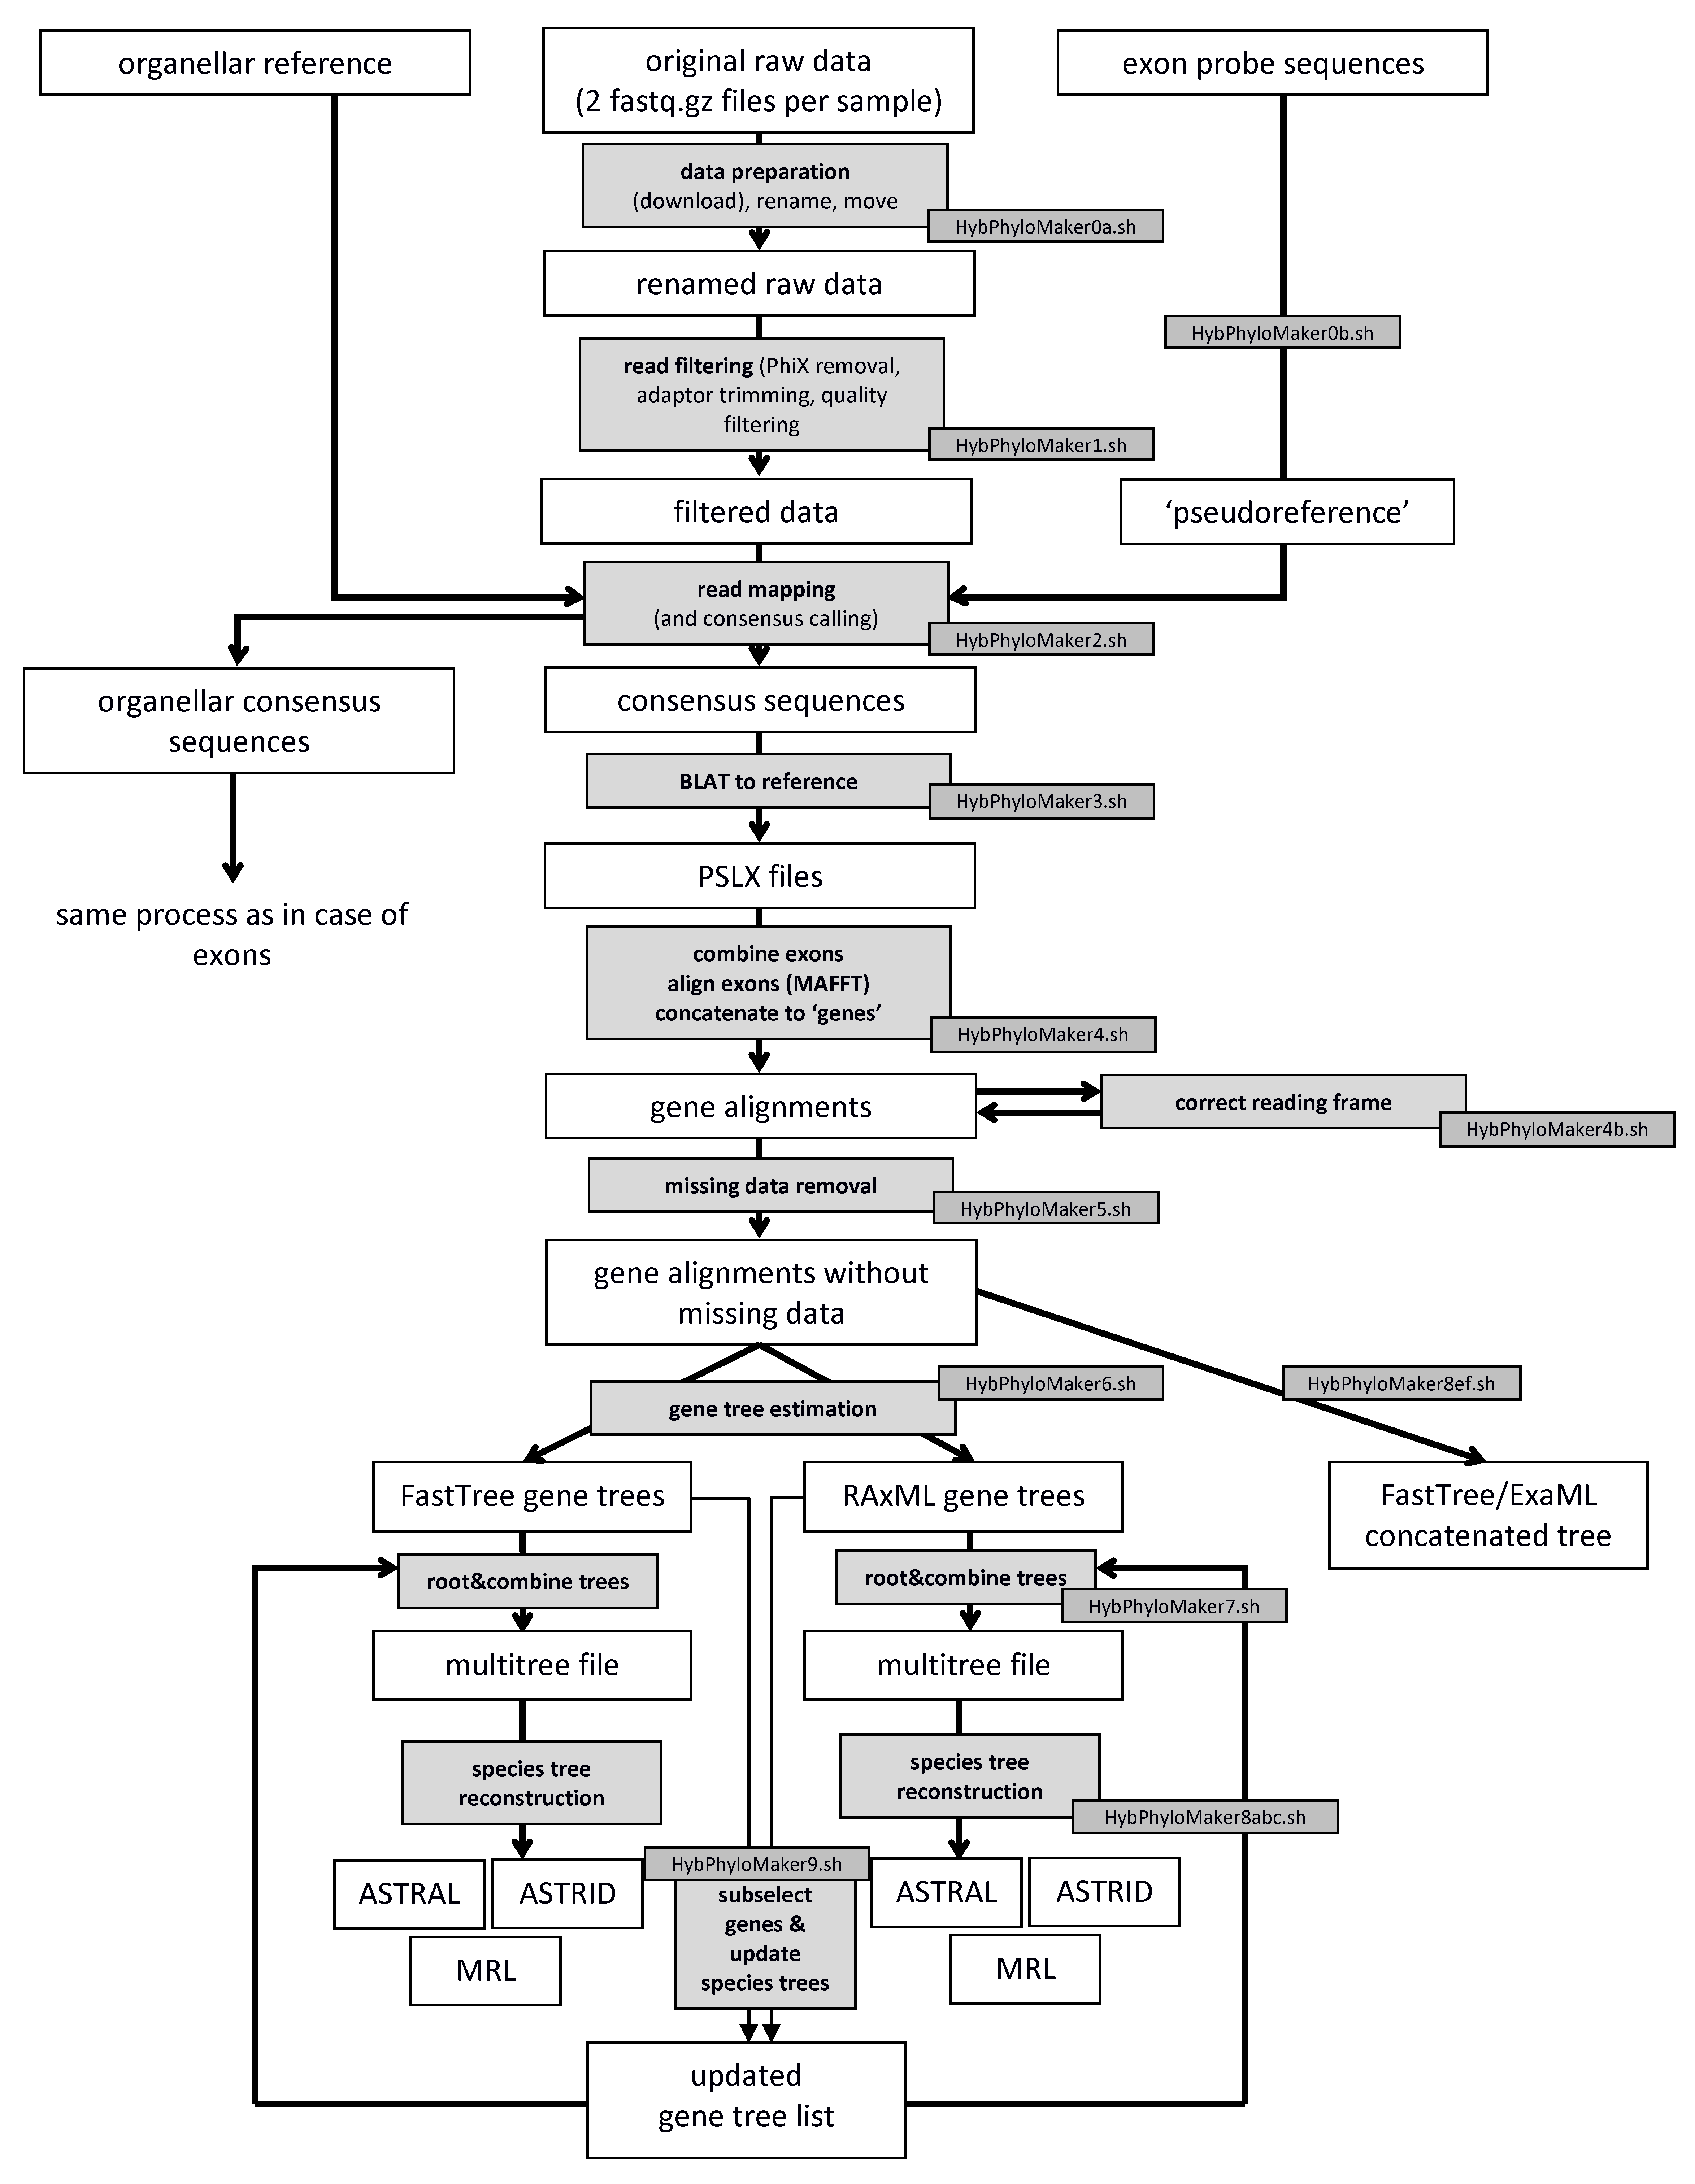 organellar reference
original raw data
(2 fastq.gz files per sample)
exon probe sequences
data preparation
(download), rename, move
HybPhyloMaker0a.sh
renamed raw data
HybPhyloMaker0b.sh
read filtering (PhiX removal,
adaptor trimming, quality
filtering
HybPhyloMaker1.sh
filtered data
‘pseudoreference’
read mapping
(and consensus calling)
HybPhyloMaker2.sh
organellar consensus
sequences
consensus sequences
BLAT to reference
HybPhyloMaker3.sh
PSLX files
same process as in case of
exons
combine exons
align exons (MAFFT)
concatenate to ‘genes’
HybPhyloMaker4.sh
gene alignments
correct reading frame
HybPhyloMaker4b.sh
missing data removal
HybPhyloMaker5.sh
gene alignments without
missing data
HybPhyloMaker6.sh
HybPhyloMaker8ef.sh
gene tree estimation
FastTree gene trees
RAxML gene trees
FastTree/ExaML
concatenated tree
root&combine trees
root&combine trees
HybPhyloMaker7.sh
multitree file
multitree file
species tree
reconstruction
species tree
reconstruction
HybPhyloMaker8abc.sh
HybPhyloMaker9.sh
ASTRAL
ASTRID
MRL
subselect
genes &
update
species trees
ASTRAL
ASTRID
MRL
updated
gene tree list